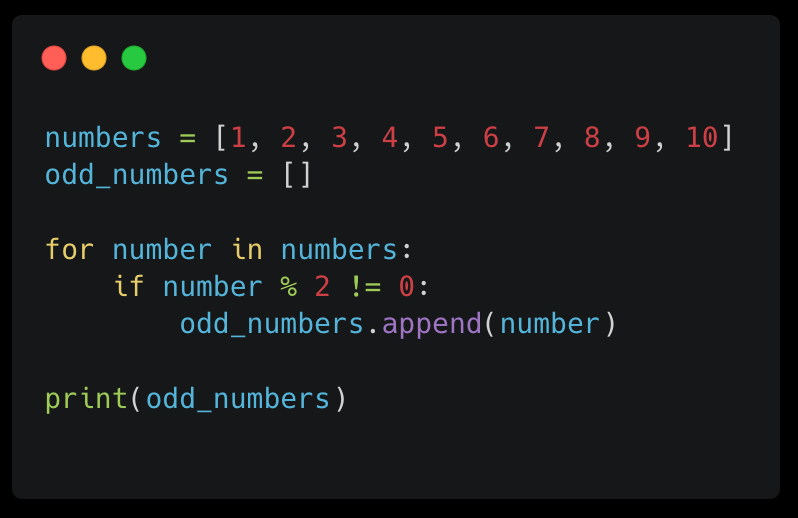 numbers = [1, 2, 3, 4, 5, 6, 7, 8, 9, 10]
odd_numbers = []

for number in numbers:
    if number % 2 != 0:
        odd_numbers.append(number)

print(odd_numbers)